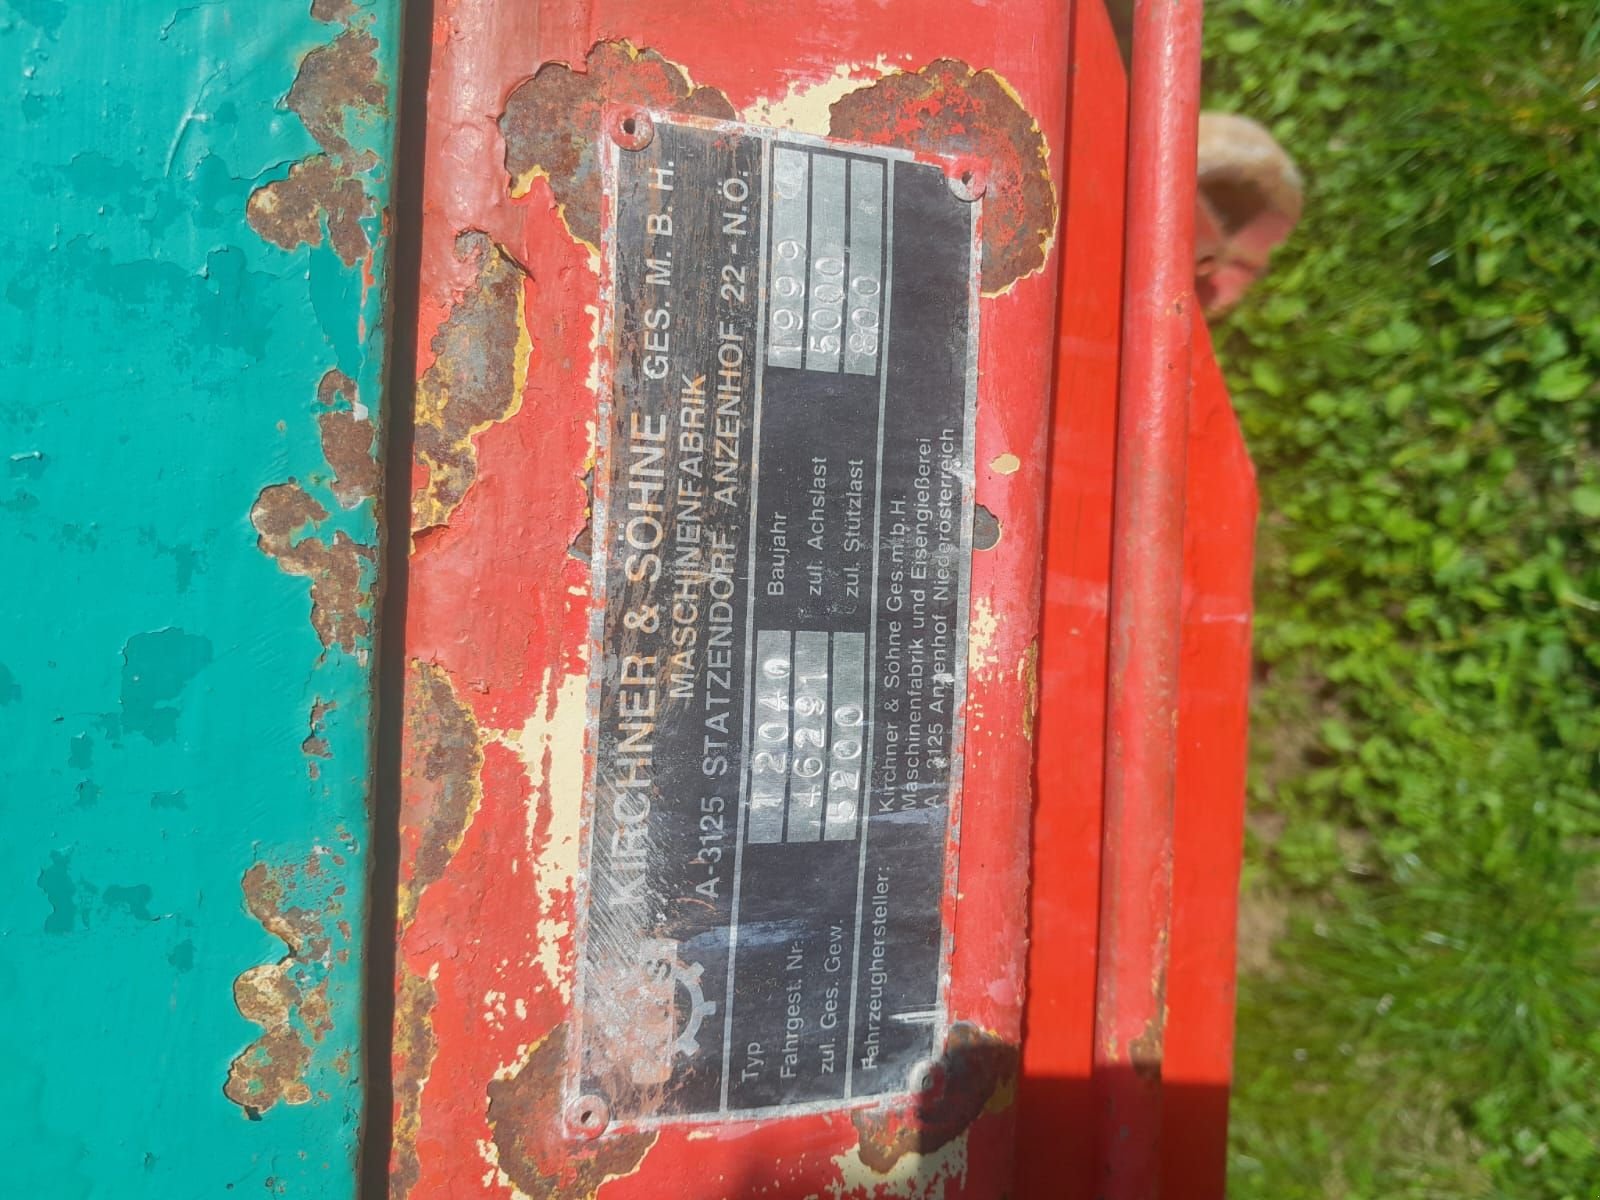 KIRCHNER & SÖHNE GES. M. B. H.
MASCHINENFABRIK
A-3125 STATZENDORF, ANZENHOF 22 - N.Ö.
Typ Baujahr 1999
Fahrgest. Nr. 46291 zul. Achslast 5000
zul. Ges. Gew. 5200 zul. Stützlast 800
Fahrzeughersteller: Kirchner & Söhne Ges.m.b.H.
Maschinenfabrik und Eisengießerei
A - 3125 Anzenhof Niederösterreich